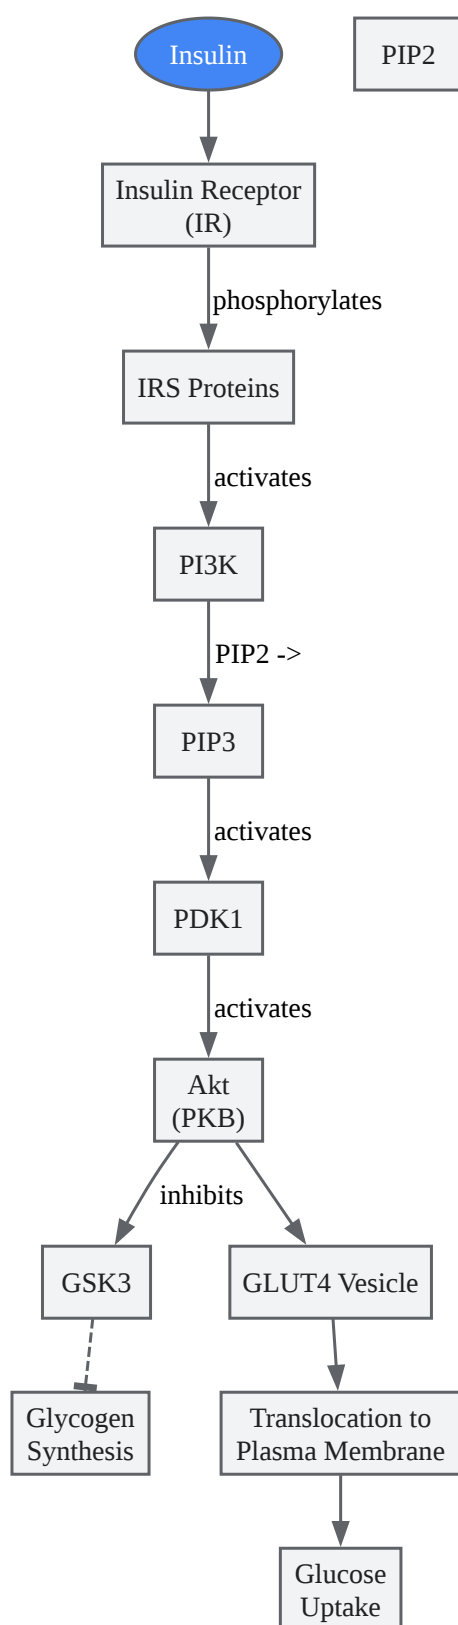 Insulin
PIP2
Insulin Receptor
(IR)
phosphorylates
IRS Proteins
activates
PI3K
PIP2 ->
PIP3
activates
PDK1
activates
Akt
(PKB)
inhibits
GSK3
GLUT4 Vesicle
Glycogen
Synthesis
Translocation to
Plasma Membrane
Glucose
Uptake